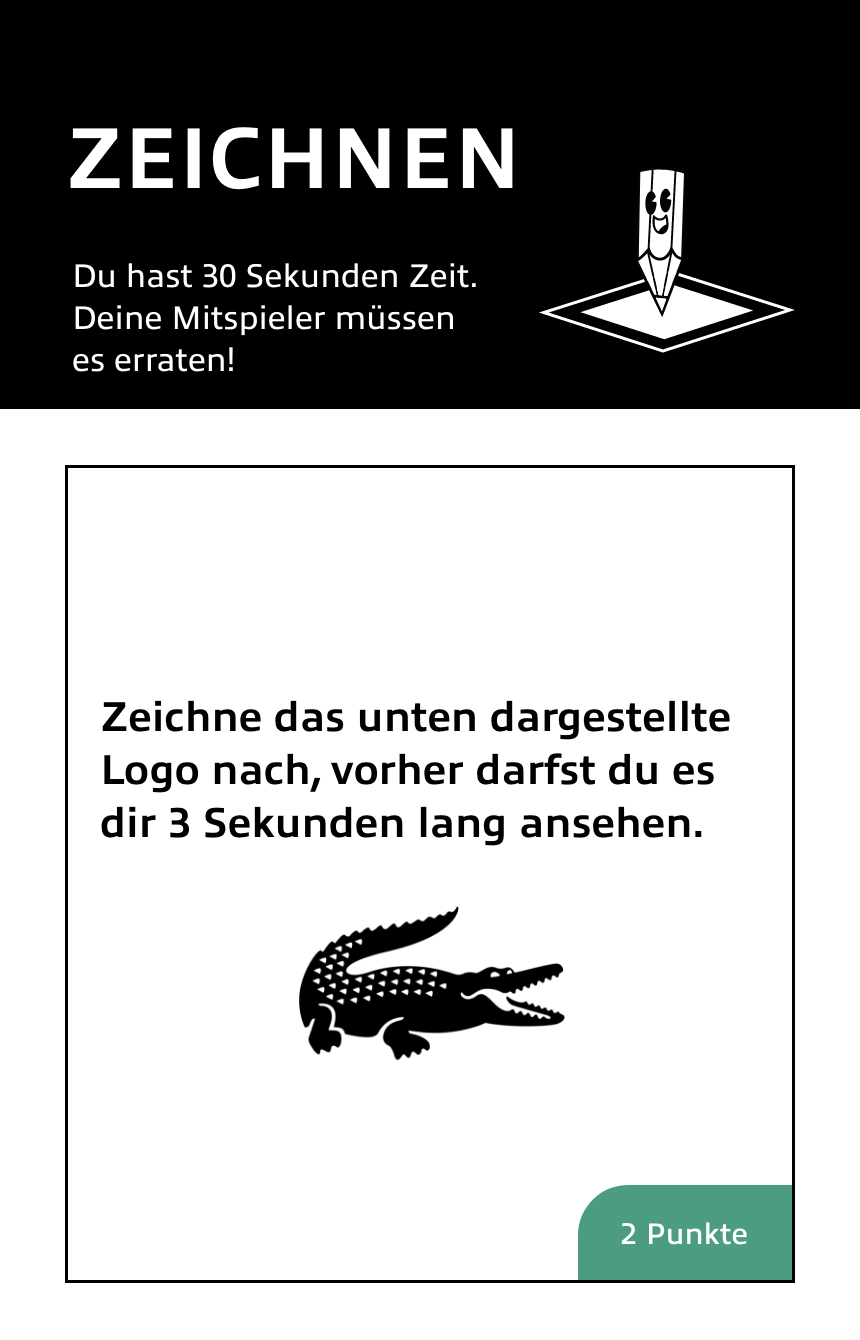 ZEICHNEN
Du hast 30 Sekunden Zeit.
Deine Mitspieler müssen
es erraten!
Zeichne das unten dargestellte
Logo nach, vorher darfst du es
dir 3 Sekunden lang ansehen.
2 Punkte